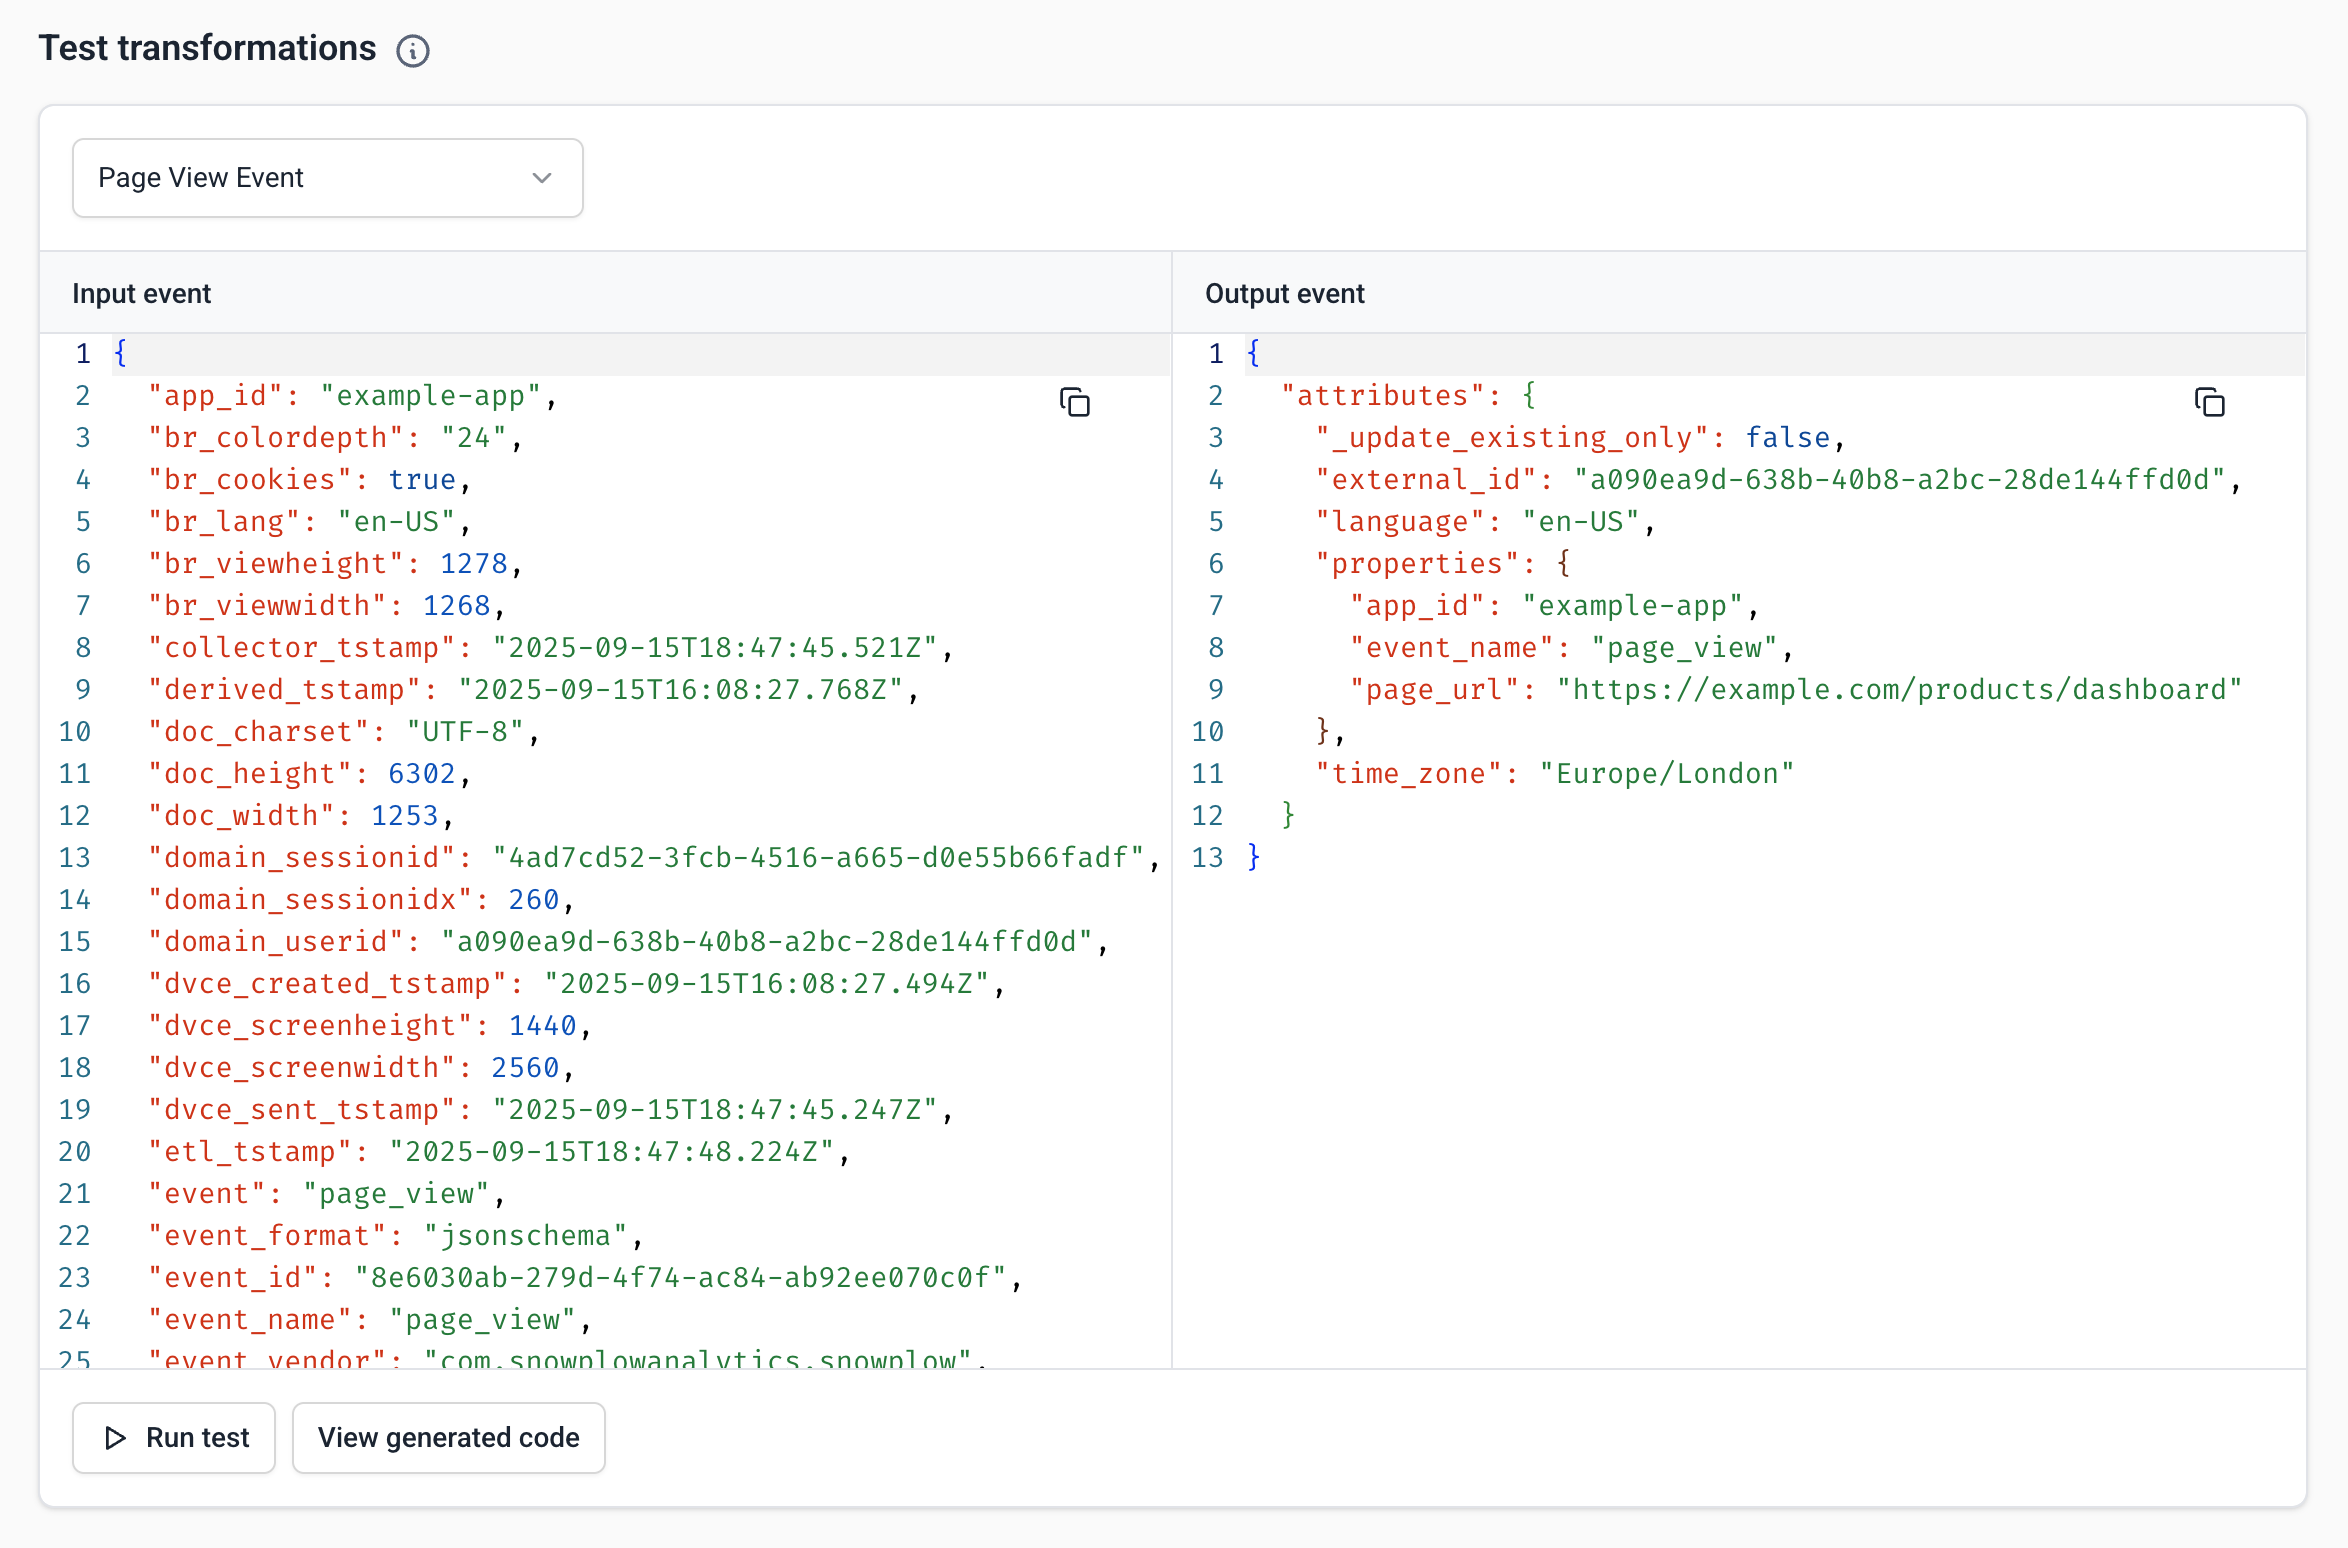 Test transformations
Page View Event
Input event
1 {
2 "app_id": "example-app",
3 "br_colordepth": "24",
4 "br_cookies": true,
5 "br_lang": "en-US",
6 "br_viewheight": 1278,
7 "br_viewwidth": 1268,
8 "collector_tstamp": "2025-09-15T18:47:45.521Z",
9 "derived_tstamp": "2025-09-15T16:08:27.768Z",
10 "doc_charset": "UTF-8",
11 "doc_height": 6302,
12 "doc_width": 1253,
13 "domain_sessionid": "4ad7cd52-3fcb-4516-a665-d0e55b66fadf",
14 "domain_sessionidx": 260,
15 "domain_userid": "a090ea9d-638b-40b8-a2bc-28de144ffd0d",
16 "dvce_created_tstamp": "2025-09-15T16:08:27.494Z",
17 "dvce_screenheight": 1440,
18 "dvce_screenwidth": 2560,
19 "dvce_sent_tstamp": "2025-09-15T18:47:45.247Z",
20 "etl_tstamp": "2025-09-15T18:47:48.224Z",
21 "event": "page_view",
22 "event_format": "jsonschema",
23 "event_id": "8e6030ab-279d-4f74-ac84-ab92ee070c0f",
24 "event_name": "page_view",
25 "event_vendor": "com.snowplowanalytics.snowplow",
Output event
1 {
2 "attributes": {
3 "_update_existing_only": false,
4 "external_id": "a090ea9d-638b-40b8-a2bc-28de144ffd0d",
5 "language": "en-US",
6 "properties": {
7 "app_id": "example-app",
8 "event_name": "page_view",
9 "page_url": "https://example.com/products/dashboard"
10 },
11 "time_zone": "Europe/London"
12 }
13 }
Run test
View generated code